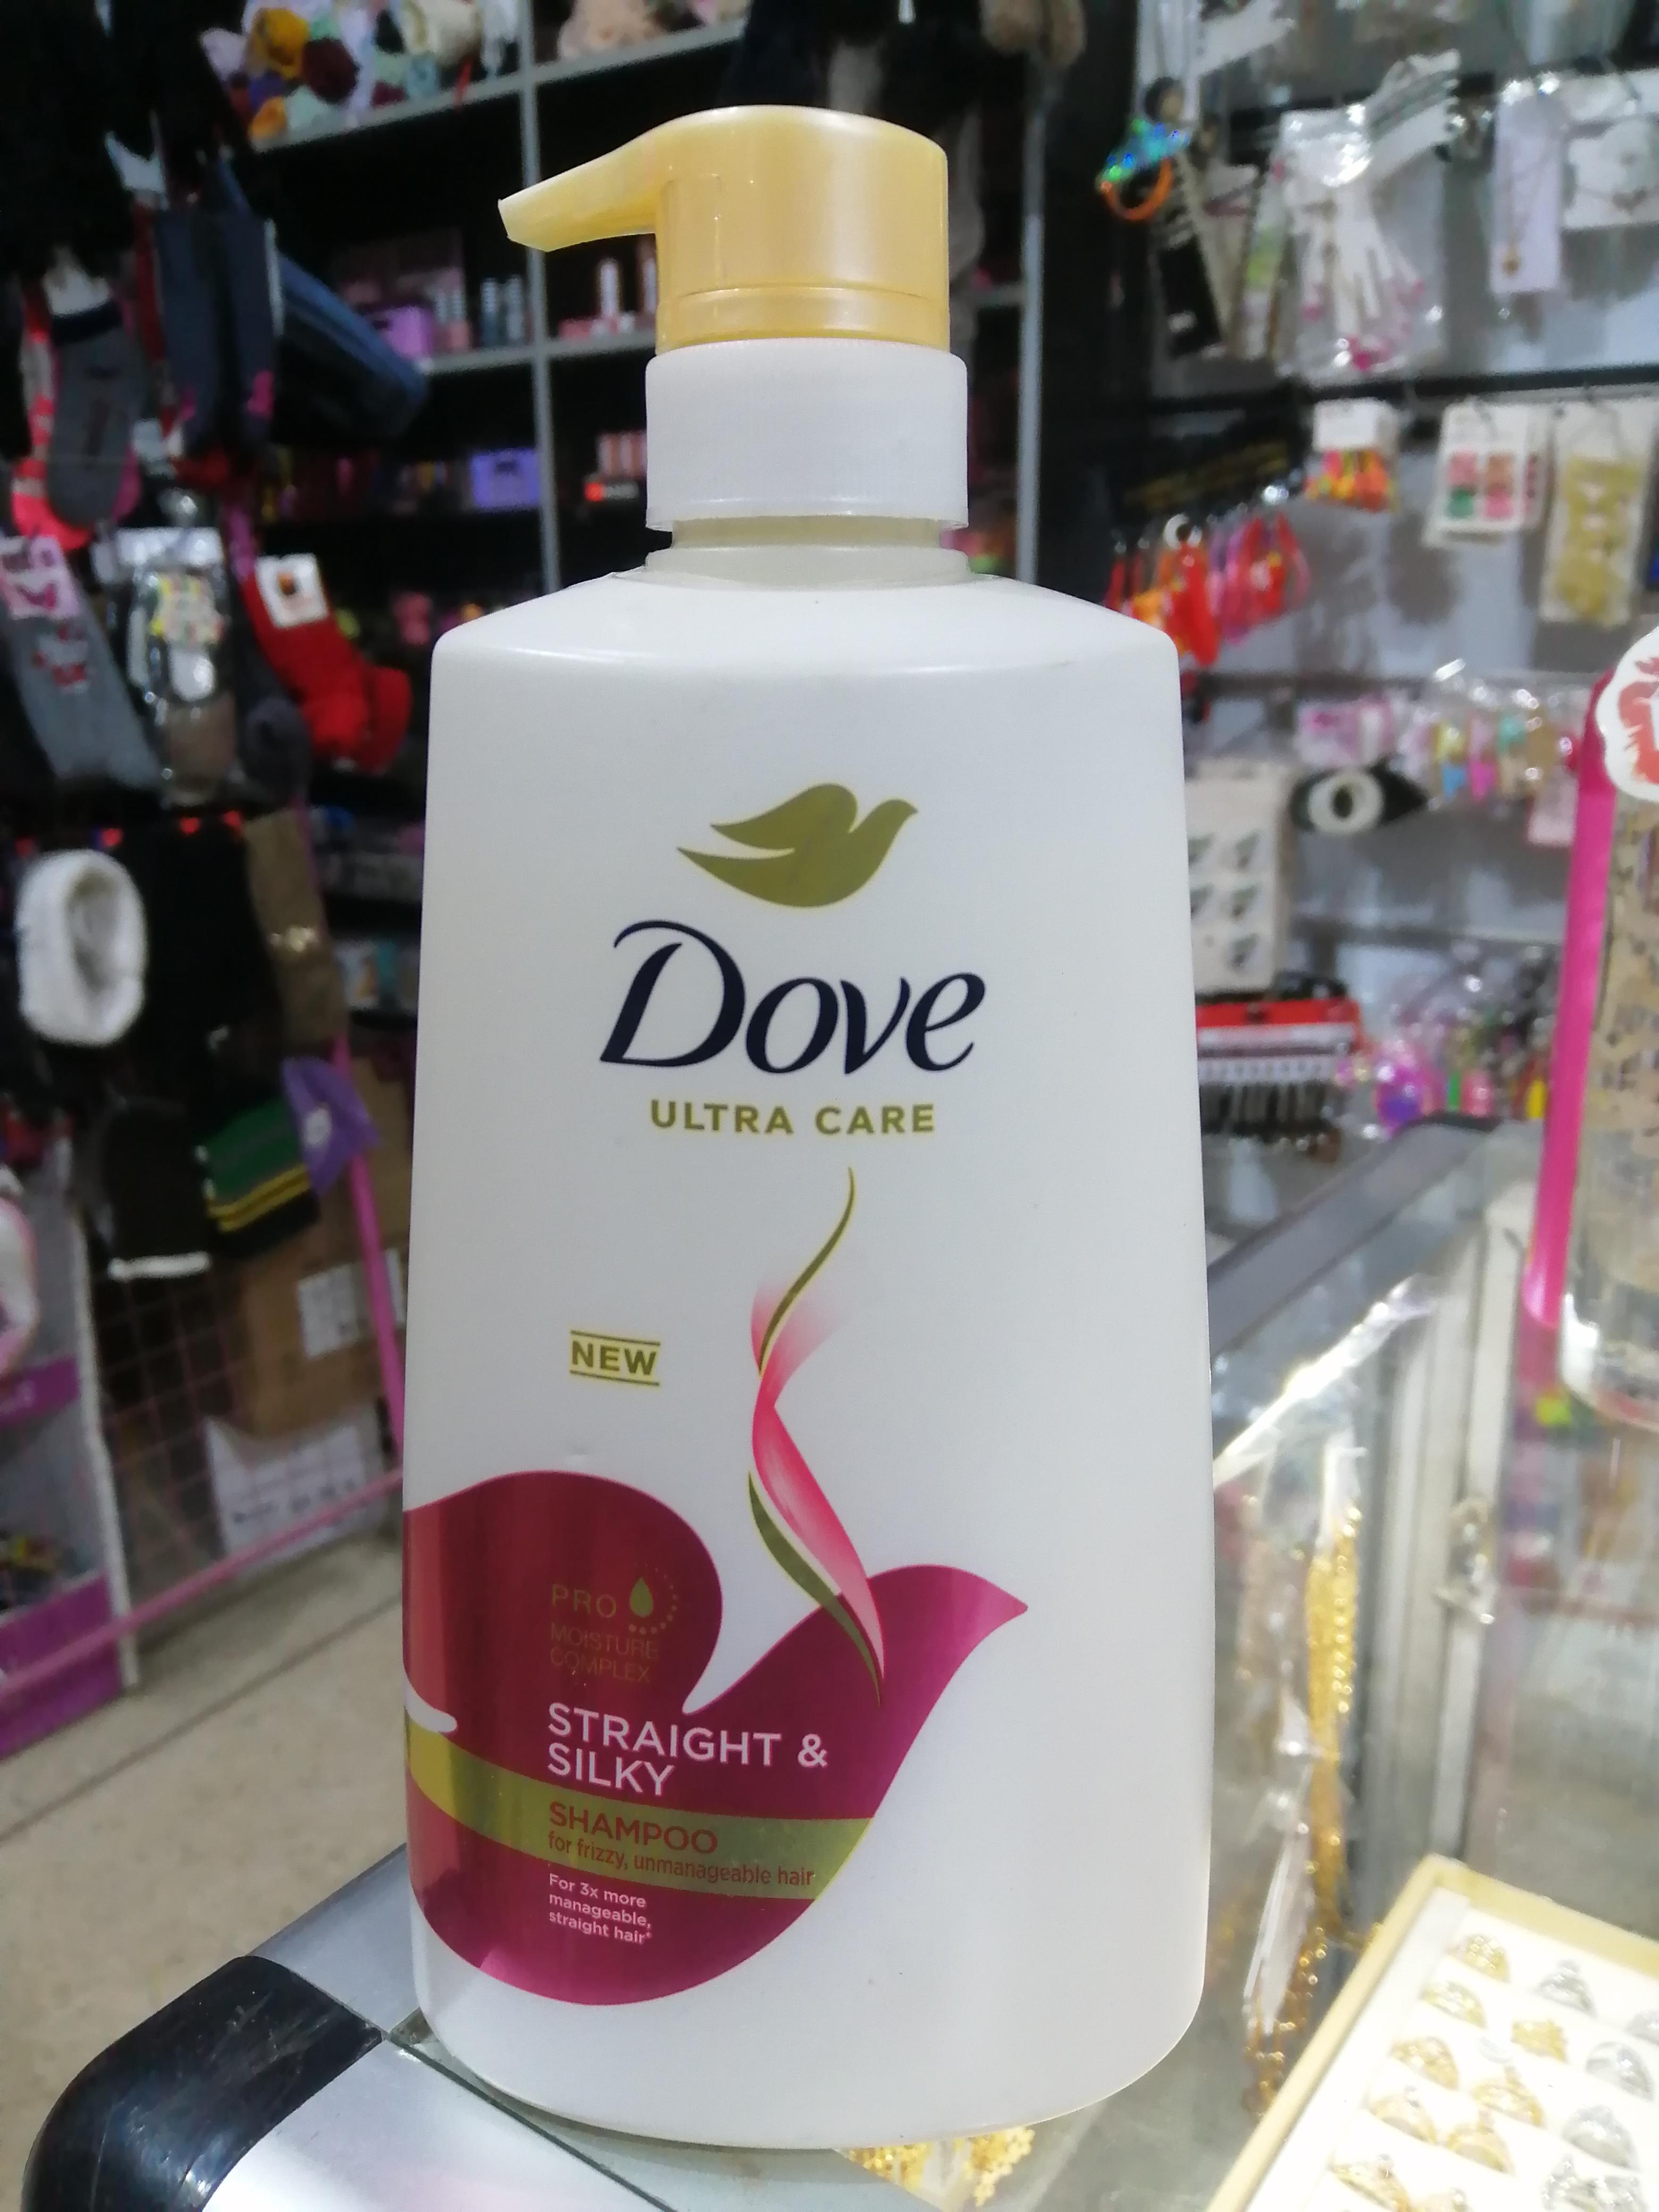 Dove
ULTRA CARE
NEW
PRO
MOISTURE
COMPLEX
STRAIGHT &
SILKY
SHAMPOO
for frizzy, unmanageable hair
For 3x more
manageable,
straight hair*